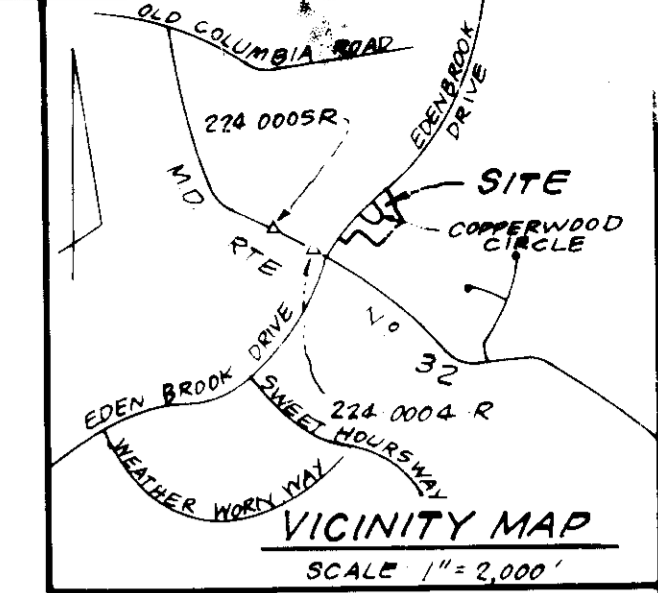 OLD COLUMBIA ROAD
EDENBROOK
DRIVE
224 0005R
M.D.
RTE
No
32
SITE
COPPERWOOD
CIRCLE
EDEN BROOK DRIVE
224 0004 R
SWEET HOURS WAY
WEATHER WORN WAY
VICINITY MAP
SCALE 1" = 2,000'